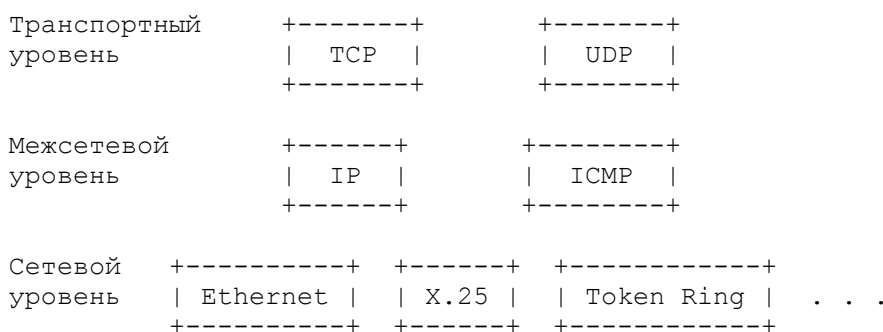 Транспортный +-------+ +-------+
уровень | TCP | | UDP |
+-------+ +-------+
Межсетевой +------+ +--------+
уровень | IP | | ICMP |
+------+ +--------+
Сетевой +----------+ +------+ +------------+
уровень | Ethernet | | X.25 | | Token Ring | . . .
+----------+ +------+ +------------+